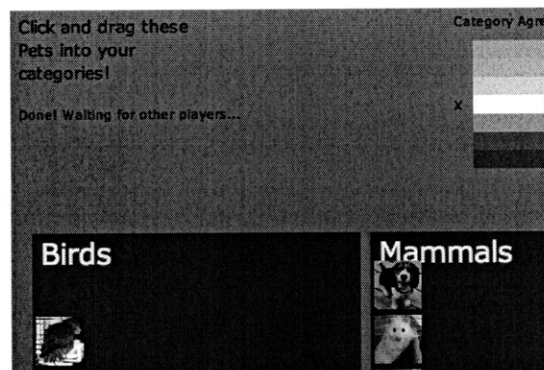 Click and drag these
Pets into your
categories!
Done! Waiting for other players...
Category Agre
X
Birds
Mammals